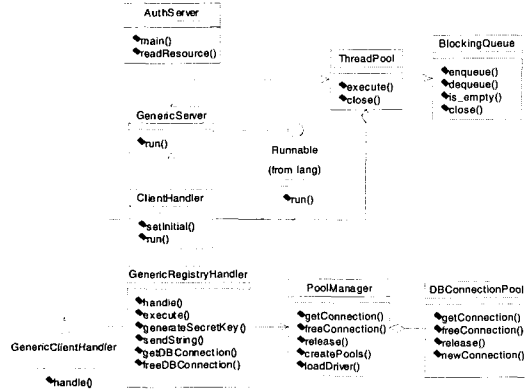 AuthServer
main()
readResource()
ThreadPool
execute()
close()
BlockingQueue
enqueue()
dequeue()
is_empty()
close()
GenericServer
run()
Runnable
(from lang)
run()
ClientHandler
setInitial()
run()
GenericRegistryHandler
handle()
execute()
generateSecretKey()
sendString()
getDBConnection()
freeDBConnection()
PoolManager
getConnection()
freeConnection()
release()
createPools()
loadDriver()
DBConnectionPool
getConnection()
freeConnection()
release()
newConnection()
GenericClientHandler
handle()